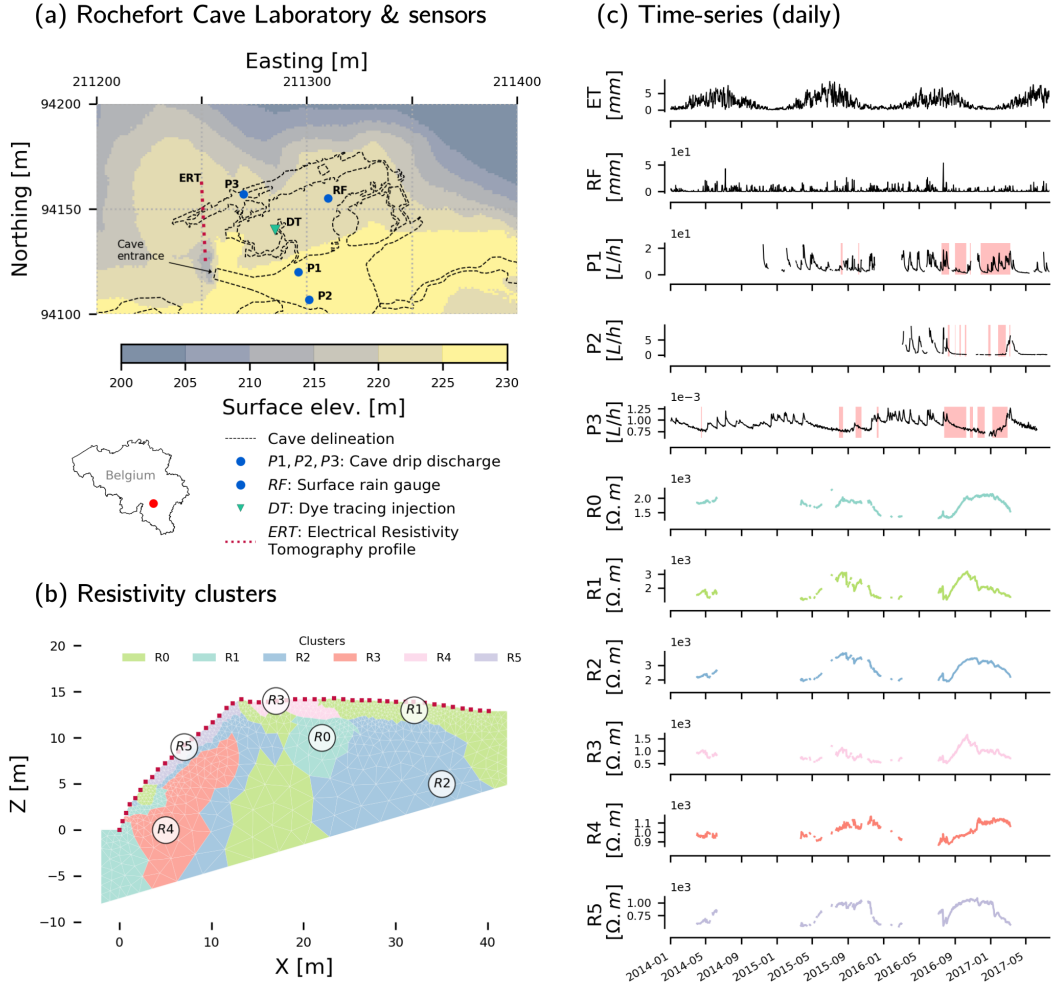 (a) Rochefort Cave Laboratory & sensors
Easting [m]
211200
211300
211400
94200
94150
94100
Northing [m]
ERT
P3
RF
DT
Cave
entrance
P1
P2
200
205
210
215
220
225
230
Surface elev. [m]
Belgium
Cave delineation
P1, P2, P3: Cave drip discharge
RF: Surface rain gauge
DT: Dye tracing injection
ERT: Electrical Resistivity
Tomography profile
(b) Resistivity clusters
Clusters
R0
R1
R2
R3
R4
R5
20
15
10
5
0
−5
−10
Z [m]
R3
R1
R0
R5
R2
R4
0
10
20
30
40
X [m]
(c) Time-series (daily)
ET
[mm]
5
0
RF
[mm]
1e1
5
0
P1
[L/h]
1e1
2
0
P2
[L/h]
5
0
P3
[L/h]
1e−3
1.25
1.00
0.75
R0
[Ω.m]
1e3
2.0
1.5
R1
[Ω.m]
1e3
3
2
R2
[Ω.m]
1e3
3
2
R3
[Ω.m]
1e3
1.5
1.0
0.5
R4
[Ω.m]
1e3
1.1
1.0
0.9
R5
[Ω.m]
1e3
1.00
0.75
2014-01
2014-05
2014-09
2015-01
2015-05
2015-09
2016-01
2016-05
2016-09
2017-01
2017-05